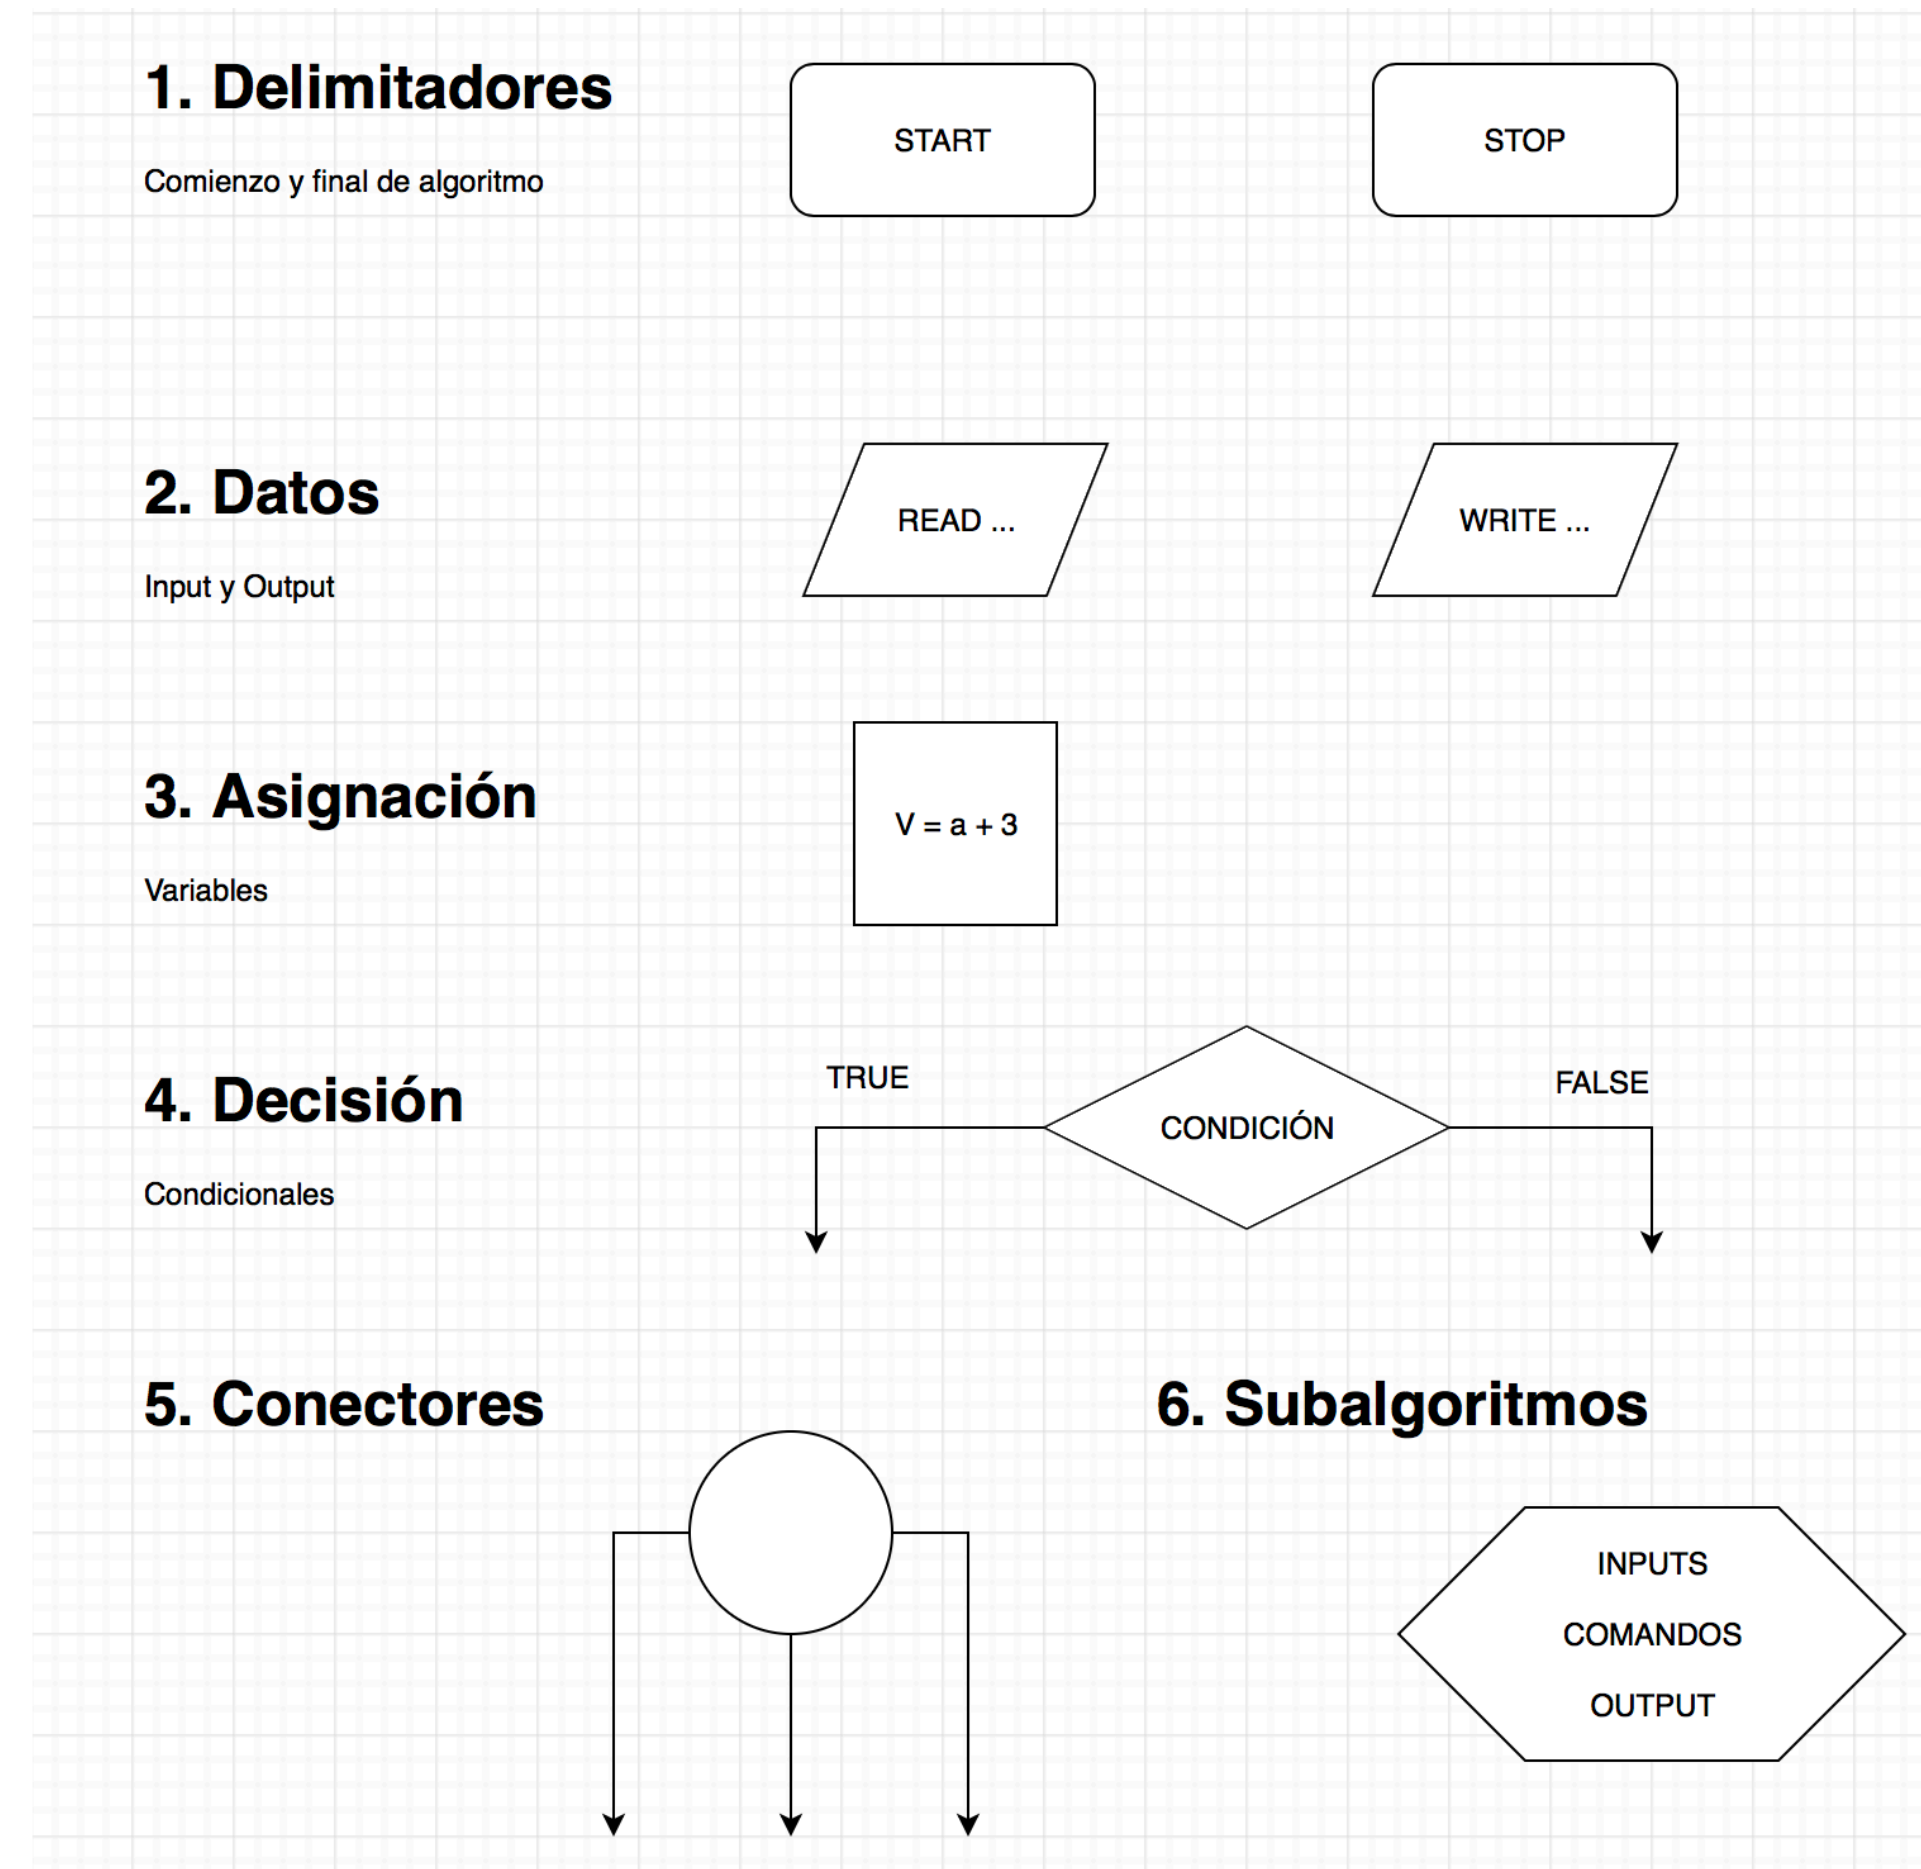 1. Delimitadores
START
STOP
Comienzo y final de algoritmo
2. Datos
READ ...
WRITE ...
Input y Output
3. Asignación
V = a + 3
Variables
4. Decisión
TRUE
FALSE
CONDICIÓN
Condicionales
5. Conectores
6. Subalgoritmos
INPUTS
COMANDOS
OUTPUT